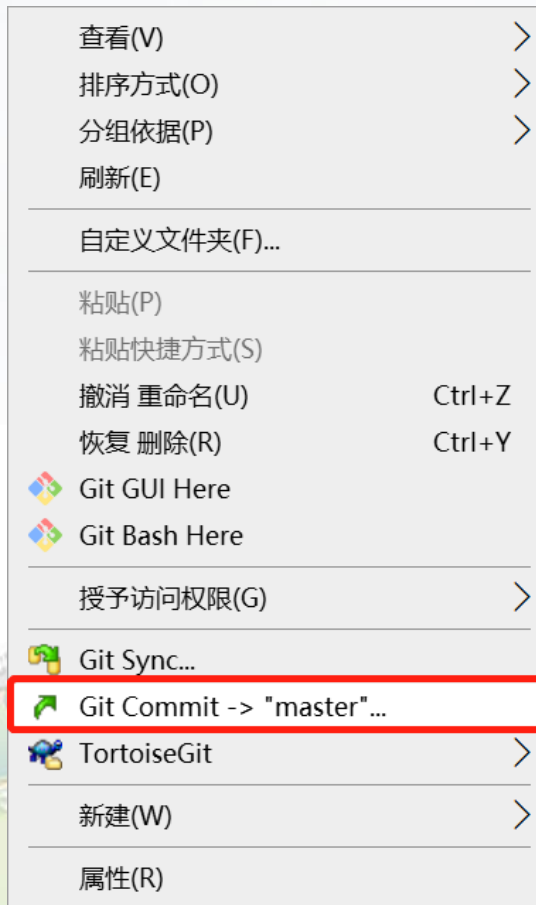 查看(V)
排序方式(O)
分组依据(P)
刷新(E)
自定义文件夹(F)...
粘贴(P)
粘贴快捷方式(S)
撤消 重命名(U) Ctrl+Z
恢复 删除(R) Ctrl+Y
Git GUI Here
Git Bash Here
授予访问权限(G)
Git Sync...
Git Commit -> "master"...
TortoiseGit
新建(W)
属性(R)